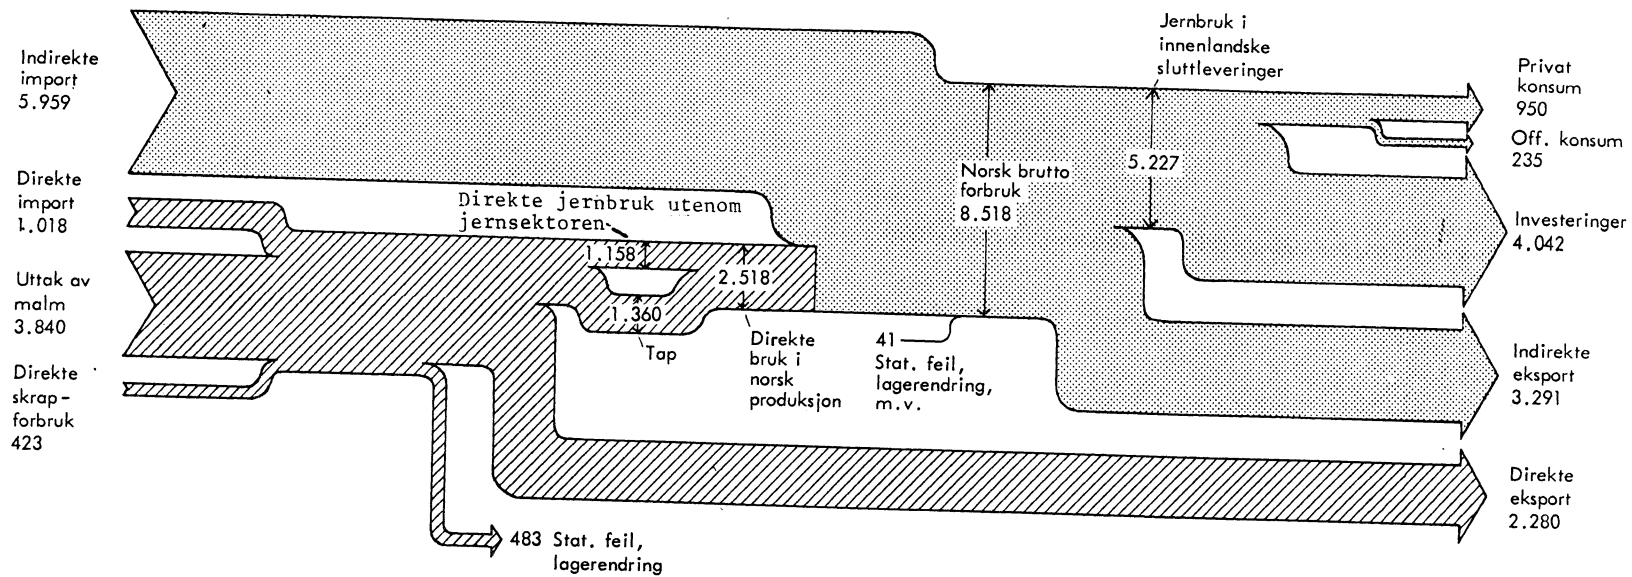 Indirekte
import
5.959
Direkte
import
1.018
Uttak av
malm
3.840
Direkte
skrap-
forbruk
423
Direkte jernbruk utenom
jernsektoren
1.158
2.518
1.360
Tap
Direkte
bruk i
norsk
produksjon
41
Stat. feil,
lagerendring,
m.v.
483 Stat. feil,
lagerendring
Norsk brutto
forbruk
8.518
Jernbruk i
innenlandske
sluttleveringer
5.227
Privat
konsum
950
Off. konsum
235
Investeringer
4.042
Indirekte
eksport
3.291
Direkte
eksport
2.280